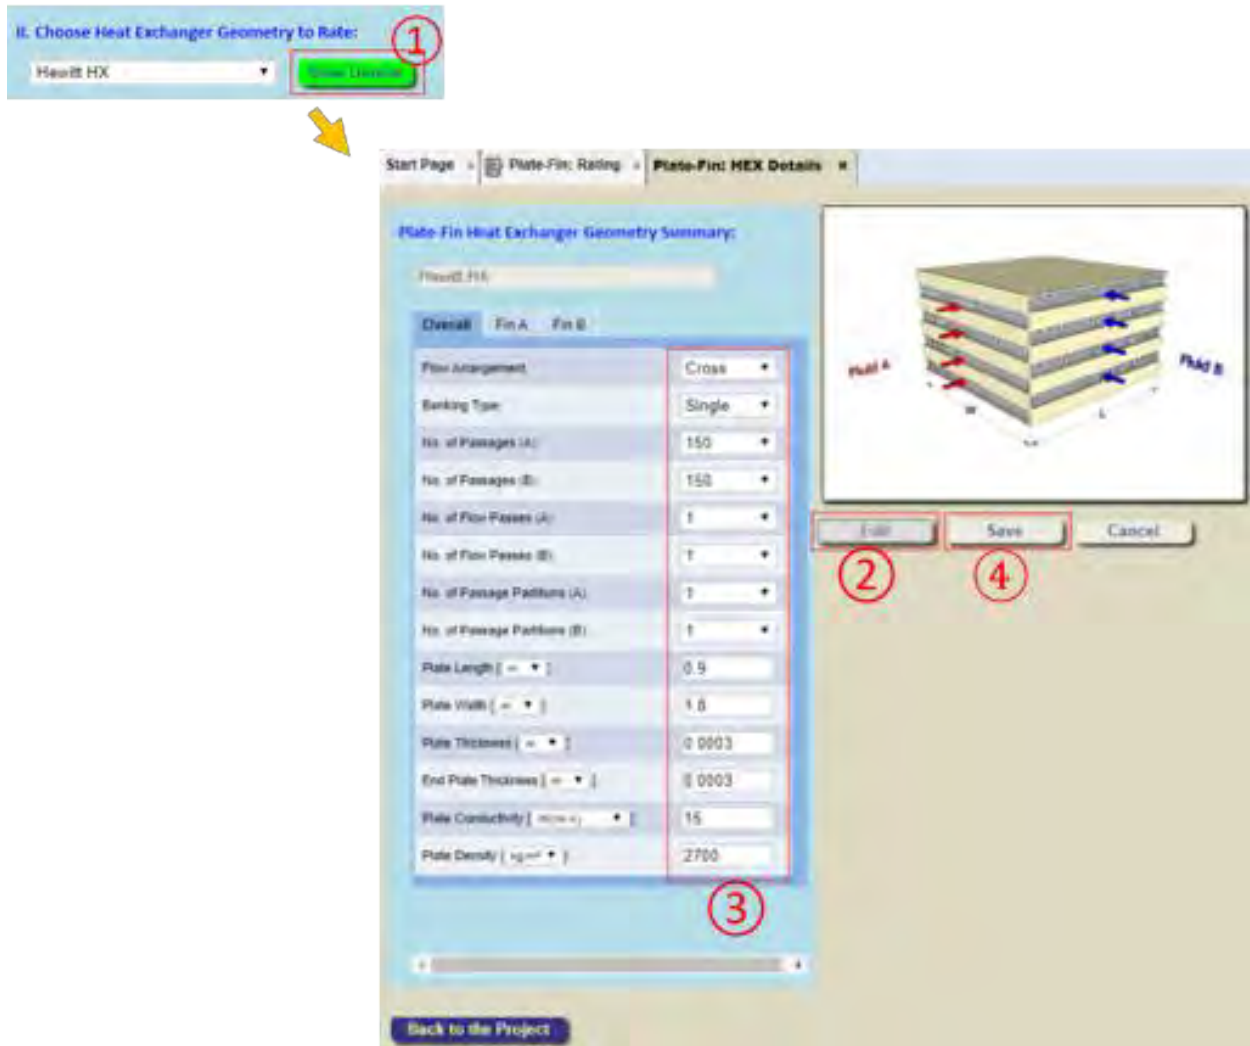 II. Choose Heat Exchanger Geometry to Rate:
1
Hewitt HX
Start Page
Plate-Fin: Rating
Plate-Fin: HEX Details
Plate-Fin Heat Exchanger Geometry Summary:
Hewitt HX
Overall Fin A Fin B
Flow Arrangement Cross
Banking Type Single
No. of Passages (A) 150
No. of Passages (B) 150
No. of Flow Passes (A) 1
No. of Flow Passes (B) 1
No. of Passage Partitions (A) 1
No. of Passage Partitions (B) 1
Plate Length [ m ] 0.9
Plate Width [ m ] 1.8
Plate Thickness [ m ] 0.0003
End Plate Thickness [ m ] 0.0003
Plate Conductivity [ ] 15
Plate Density [ kg/m³ ] 2700
3
Fluid A
Fluid B
W
L
Edit Save Cancel
2
4
Back to the Project